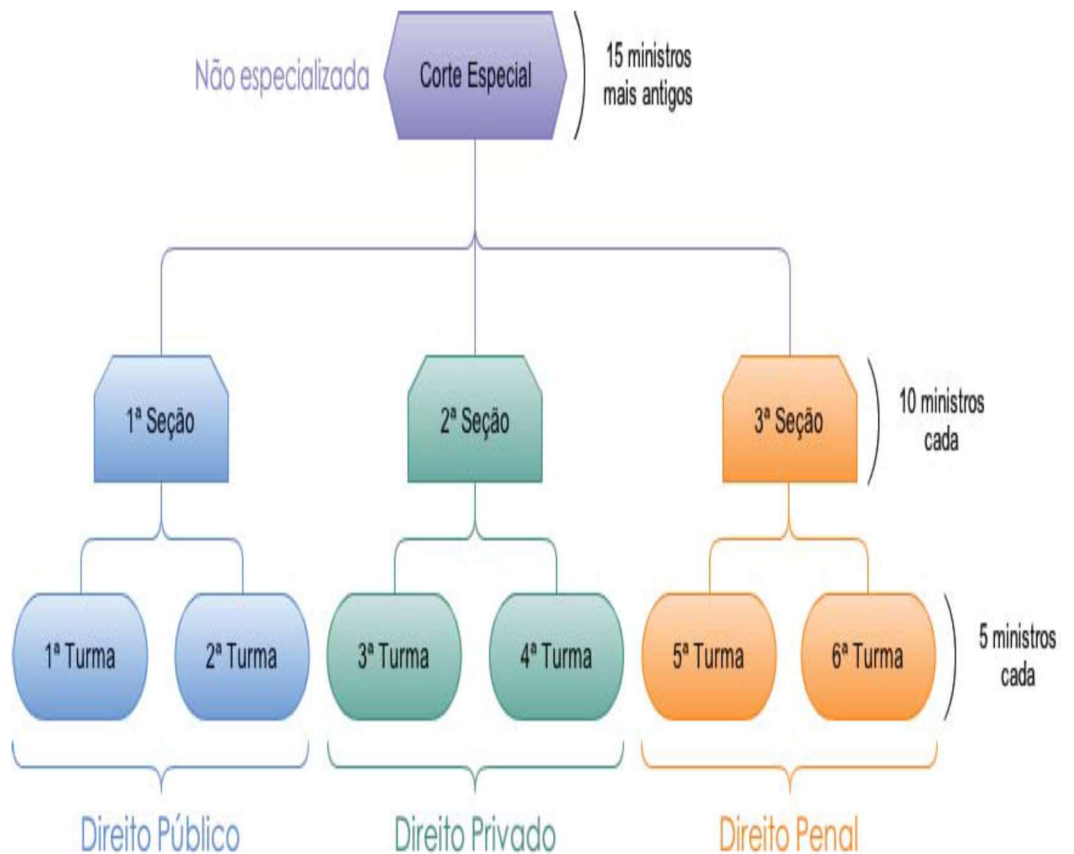 Não especializada
Corte Especial
15 ministros
mais antigos
1ª Seção
2ª Seção
3ª Seção
10 ministros
cada
1ª Turma
2ª Turma
3ª Turma
4ª Turma
5ª Turma
6ª Turma
5 ministros
cada
Direito Público
Direito Privado
Direito Penal